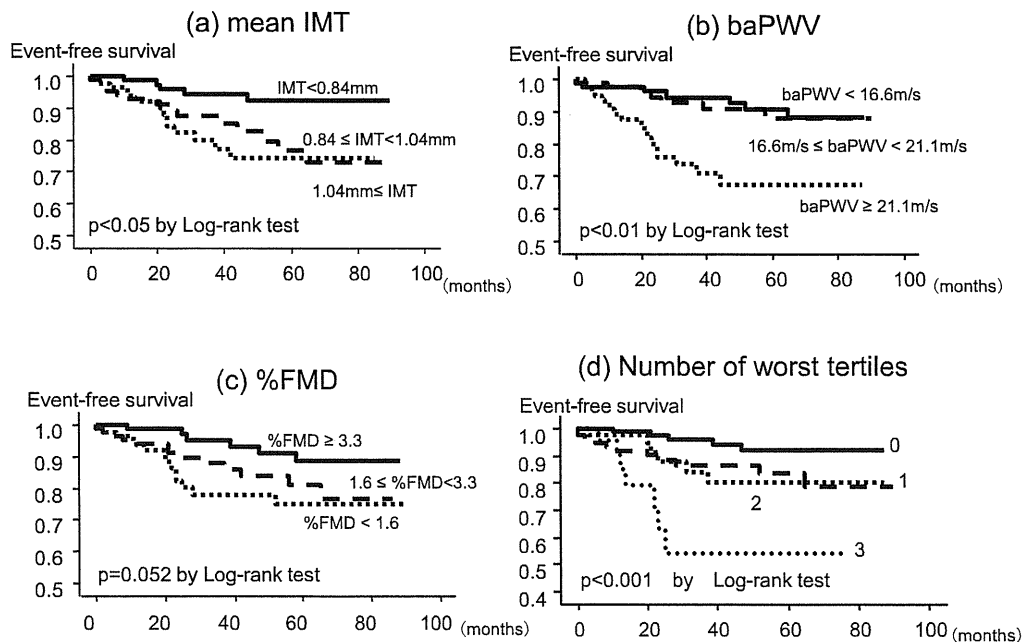 (a) mean IMT
Event-free survival
1.0
0.9
0.8
0.7
0.6
0.5
IMT<0.84mm
0.84 ≤ IMT<1.04mm
1.04mm≤ IMT
p<0.05 by Log-rank test
0 20 40 60 80 100 (months)
(b) baPWV
Event-free survival
1.0
0.9
0.8
0.7
0.6
0.5
baPWV < 16.6m/s
16.6m/s ≤ baPWV < 21.1m/s
baPWV ≥ 21.1m/s
p<0.01 by Log-rank test
0 20 40 60 80 100 (months)
(c) %FMD
Event-free survival
1.0
0.9
0.8
0.7
0.6
0.5
%FMD ≥ 3.3
1.6 ≤ %FMD<3.3
%FMD < 1.6
p=0.052 by Log-rank test
0 20 40 60 80 100 (months)
(d) Number of worst tertiles
Event-free survival
1.0
0.9
0.8
0.7
0.6
0.5
0.4
0
1
2
3
p<0.001 by Log-rank test
0 20 40 60 80 100 (months)